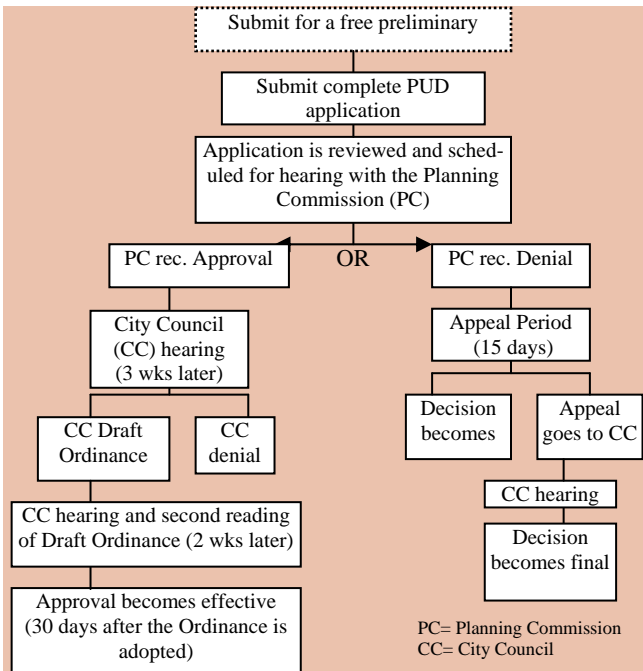 Submit for a free preliminary
Submit complete PUD
application
Application is reviewed and sched-
uled for hearing with the Planning
Commission (PC)
OR
PC rec. Approval
PC rec. Denial
City Council
(CC) hearing
(3 wks later)
Appeal Period
(15 days)
CC Draft
Ordinance
CC
denial
Decision
becomes
Appeal
goes to CC
CC hearing and second reading
of Draft Ordinance (2 wks later)
CC hearing
Decision
becomes final
Approval becomes effective
(30 days after the Ordinance is
adopted)
PC= Planning Commission
CC= City Council